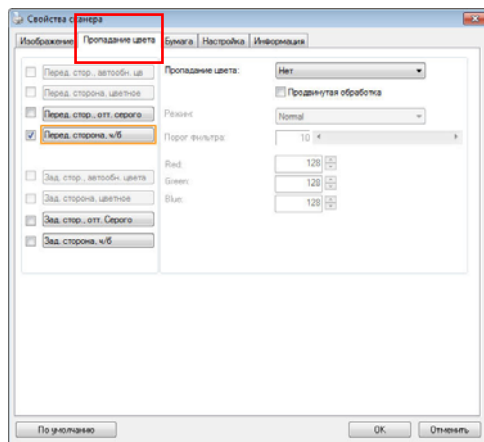 Свойства сканера
Изображение Пропадание цвета Бумага Настройка Информация
Перед. стор., автообн. цв Пропадание цвета: Нет
Перед. сторона, цветное Продвинутая обработка
Перед. стор., отт. серого Режим: Normal
Перед. сторона, ч/б Порог фильтра: 10
Red: 128
Зад. стор., автообн. цвета Green: 128
Зад. сторона, цветное Blue: 128
Зад. стор., отт. Серого
Зад. сторона, ч/б
По умолчанию OK Отменить